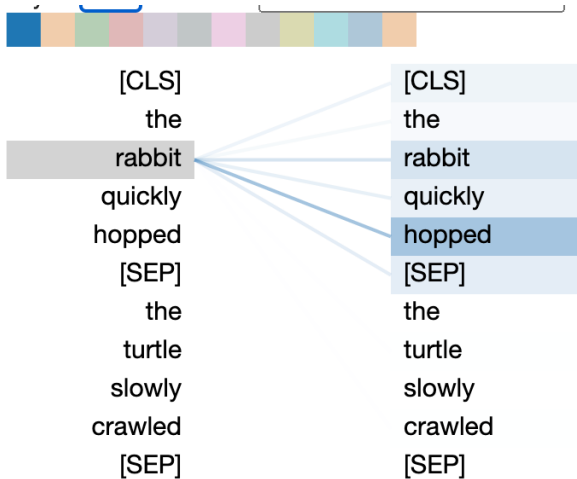 [CLS] [CLS]
the the
rabbit rabbit
quickly quickly
hopped hopped
[SEP] [SEP]
the the
turtle turtle
slowly slowly
crawled crawled
[SEP] [SEP]